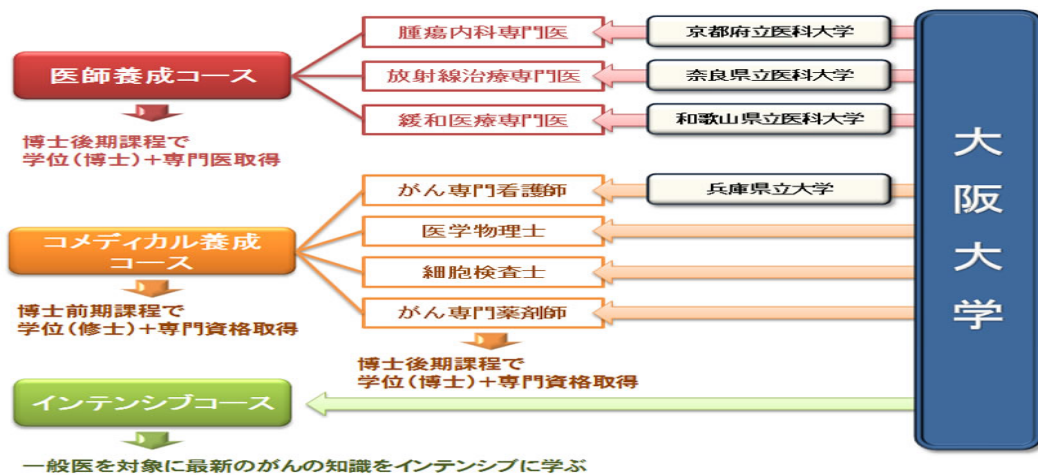 腫瘍内科専門医
京都府立医科大学
医師養成コース
放射線治療専門医
奈良県立医科大学
緩和医療専門医
和歌山県立医科大学
博士後期課程で
学位(博士)+専門医取得
がん専門看護師
兵庫県立大学
コメディカル養成
コース
医学物理士
細胞検査士
がん専門薬剤師
博士前期課程で
学位(修士)+専門資格取得
博士後期課程で
学位(博士)+専門資格取得
インテンシブコース
一般医を対象に最新のがんの知識をインテンシブに学ぶ
大阪大学